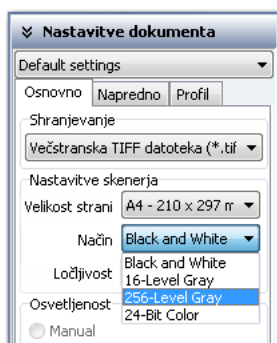 Nastavitve dokumenta
Default settings
Osnovno Napredno Profil
Shranjevanje
Večstranska TIFF datoteka (*.tif
Nastavitve skenerja
Velikost strani A4 - 210 x 297 m
Način Black and White
Black and White
Ločljivost 16-Level Gray
256-Level Gray
Osvetljenost 24-Bit Color
Manual